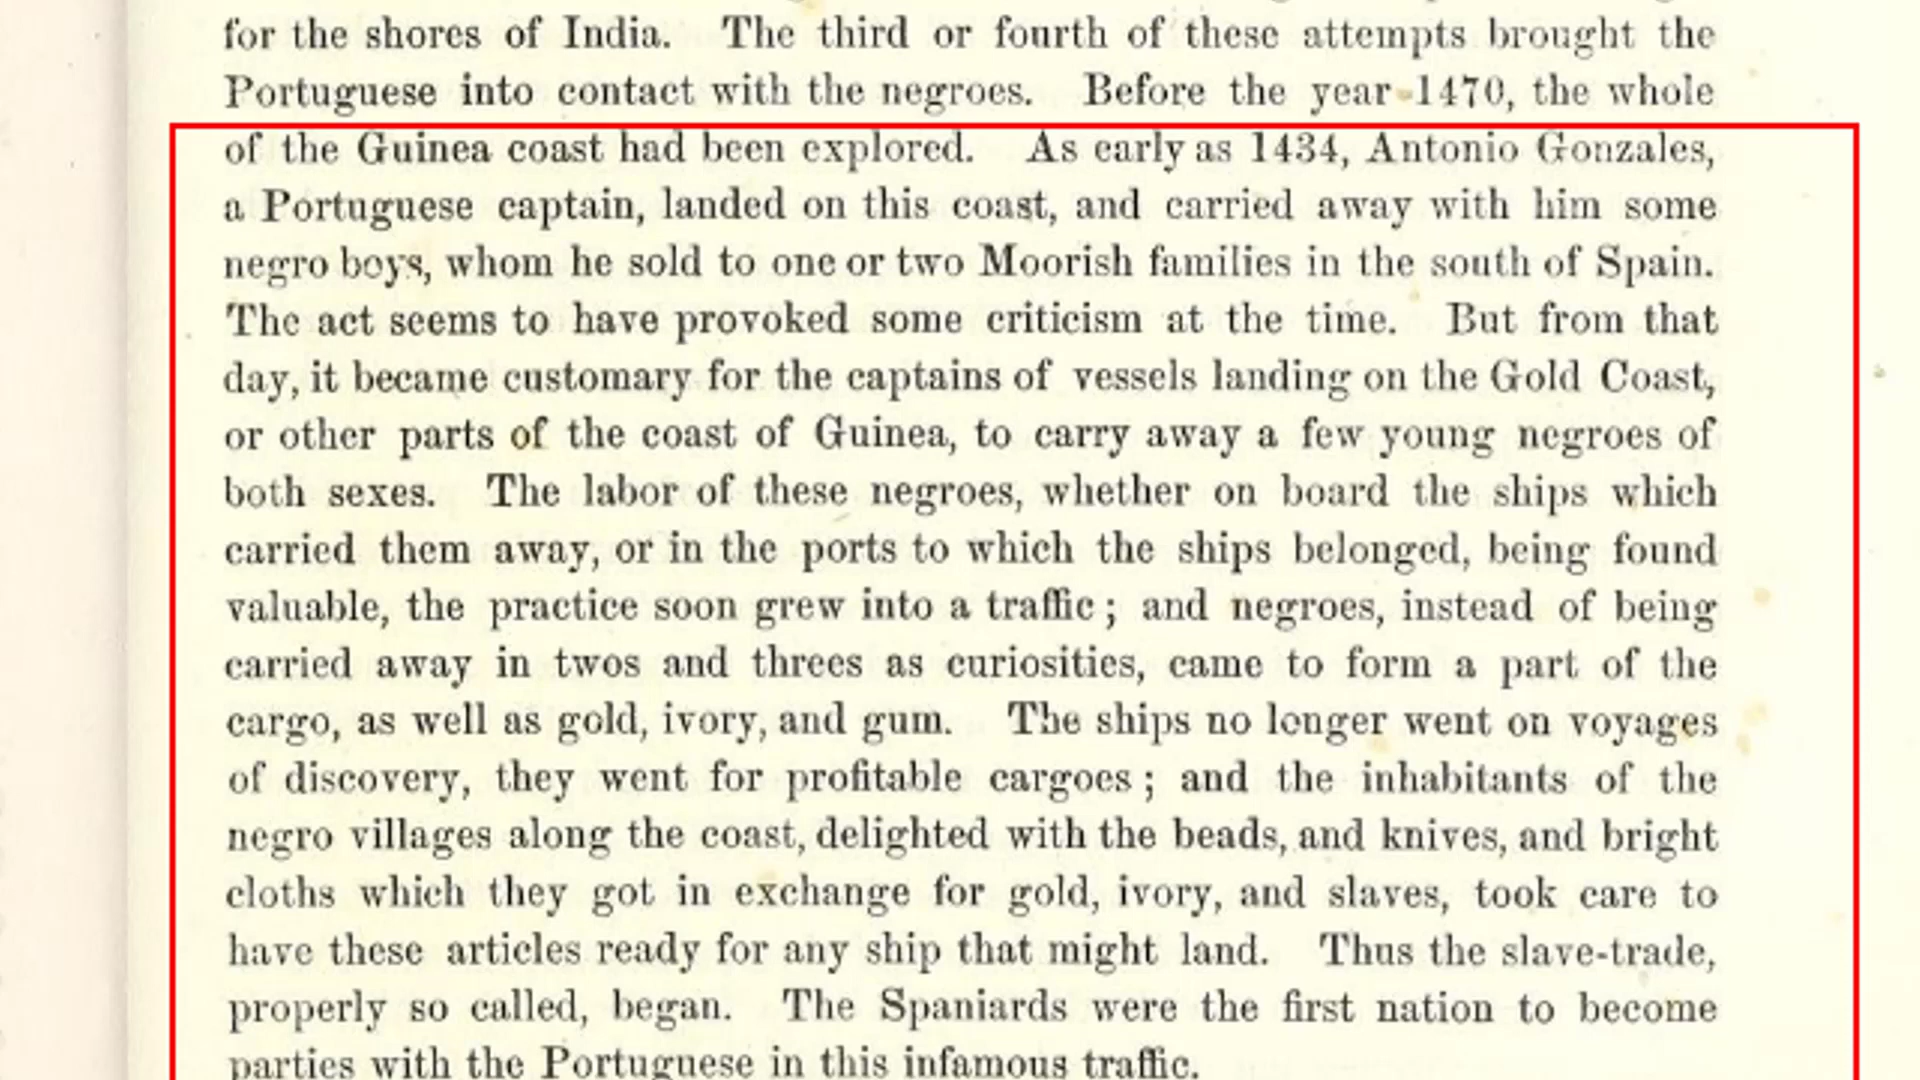 for the shores of India. The third or fourth of these attempts brought the
Portuguese into contact with the negroes. Before the year 1470, the whole
of the Guinea coast had been explored. As early as 1434, Antonio Gonzales,
a Portuguese captain, landed on this coast, and carried away with him some
negro boys, whom he sold to one or two Moorish families in the south of Spain.
The act seems to have provoked some criticism at the time. But from that
day, it became customary for the captains of vessels landing on the Gold Coast,
or other parts of the coast of Guinea, to carry away a few young negroes of
both sexes. The labor of these negroes, whether on board the ships which
carried them away, or in the ports to which the ships belonged, being found
valuable, the practice soon grew into a traffic; and negroes, instead of being
carried away in twos and threes as curiosities, came to form a part of the
cargo, as well as gold, ivory, and gum. The ships no longer went on voyages
of discovery, they went for profitable cargoes; and the inhabitants of the
negro villages along the coast, delighted with the beads, and knives, and bright
cloths which they got in exchange for gold, ivory, and slaves, took care to
have these articles ready for any ship that might land. Thus the slave-trade,
properly so called, began. The Spaniards were the first nation to become
parties with the Portuguese in this infamous traffic.